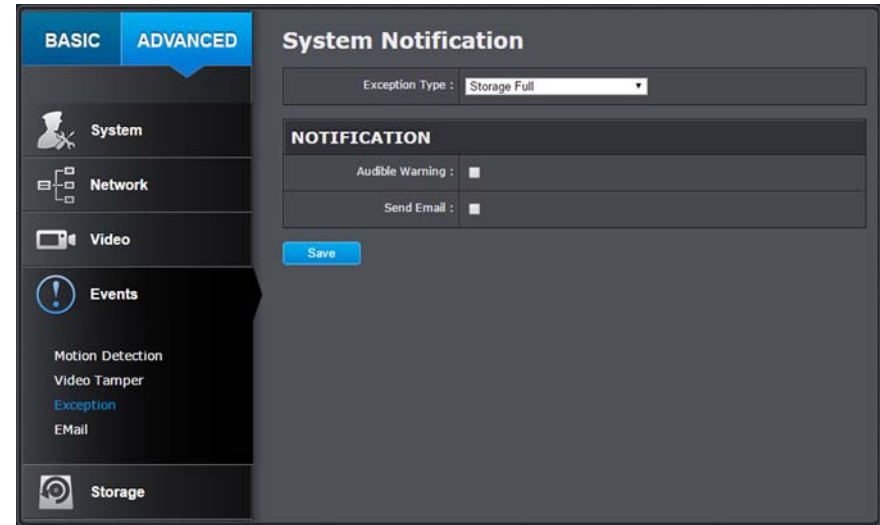 BASIC ADVANCED
System
Network
Video
Events
Motion Detection
Video Tamper
Exception
EMail
Storage
System Notification
Exception Type : Storage Full
NOTIFICATION
Audible Warning :
Send Email :
Save